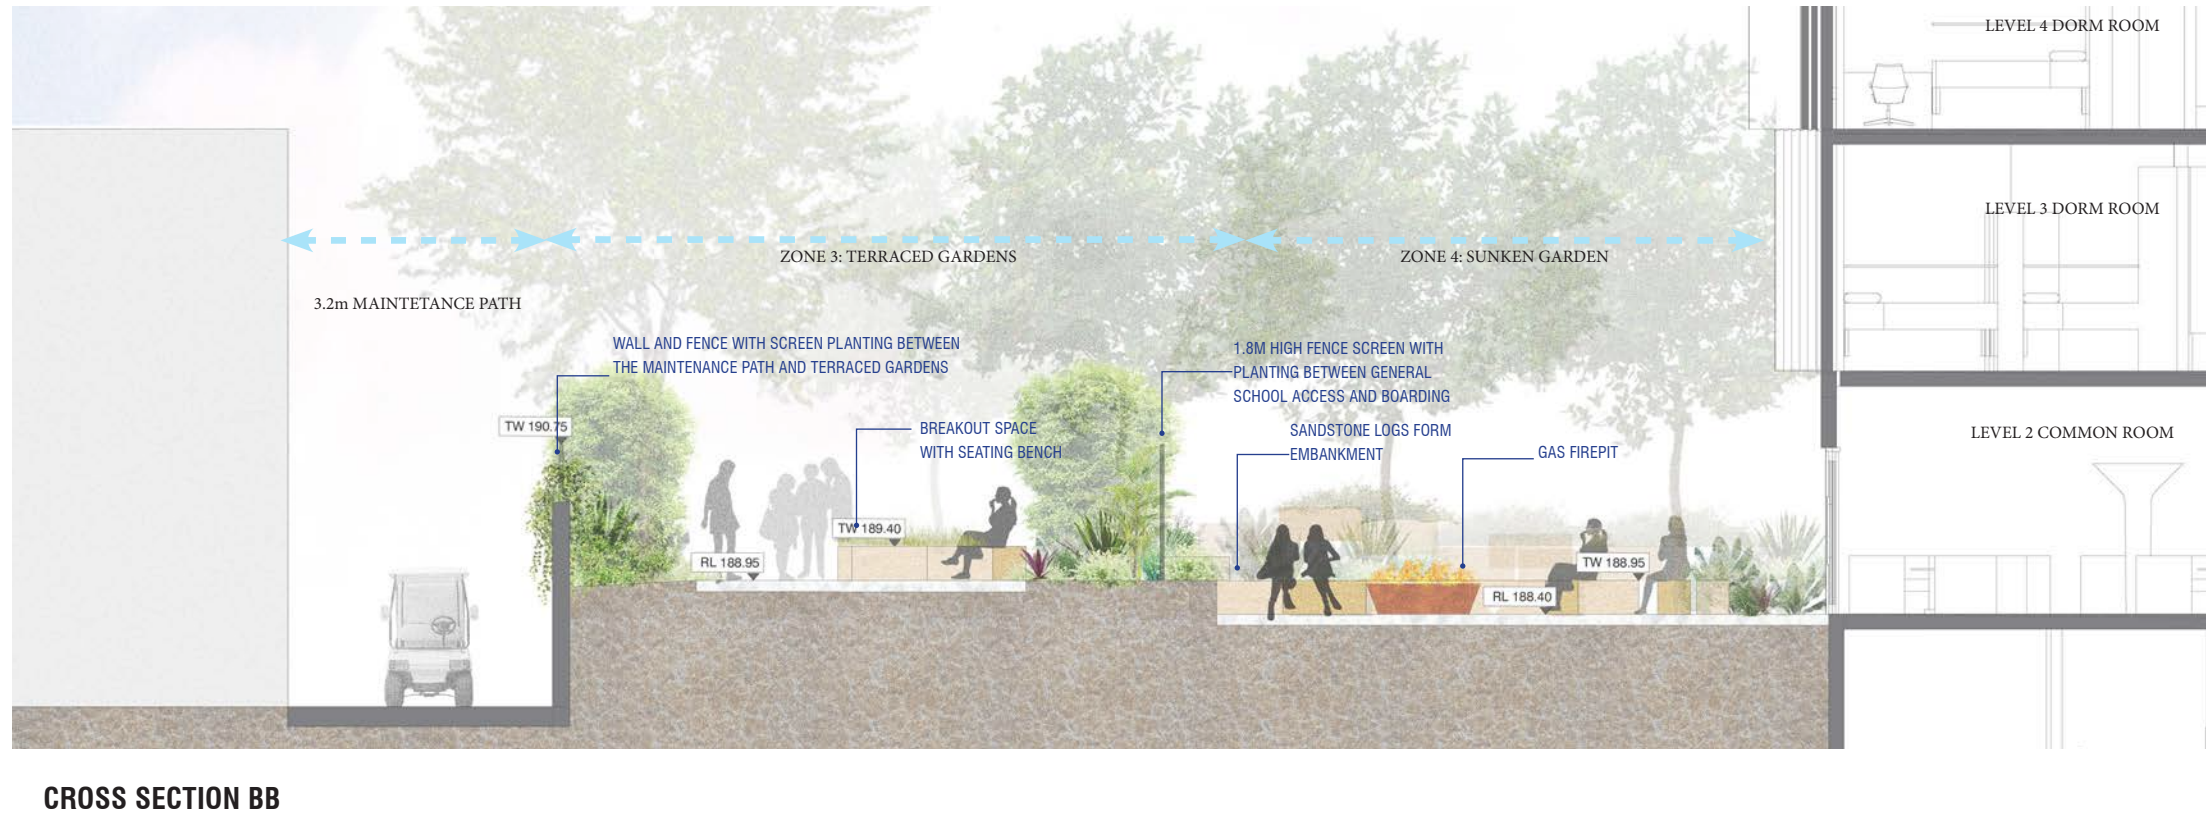 LEVEL 4 DORM ROOM
LEVEL 3 DORM ROOM
ZONE 3: TERRACED GARDENS
ZONE 4: SUNKEN GARDEN
3.2m MAINTETANCE PATH
WALL AND FENCE WITH SCREEN PLANTING BETWEEN
THE MAINTENANCE PATH AND TERRACED GARDENS
1.8M HIGH FENCE SCREEN WITH
PLANTING BETWEEN GENERAL
SCHOOL ACCESS AND BOARDING
TW 190.75
BREAKOUT SPACE
WITH SEATING BENCH
SANDSTONE LOGS FORM
EMBANKMENT
GAS FIREPIT
LEVEL 2 COMMON ROOM
TW 189.40
RL 188.95
TW 188.95
RL 188.40
CROSS SECTION BB